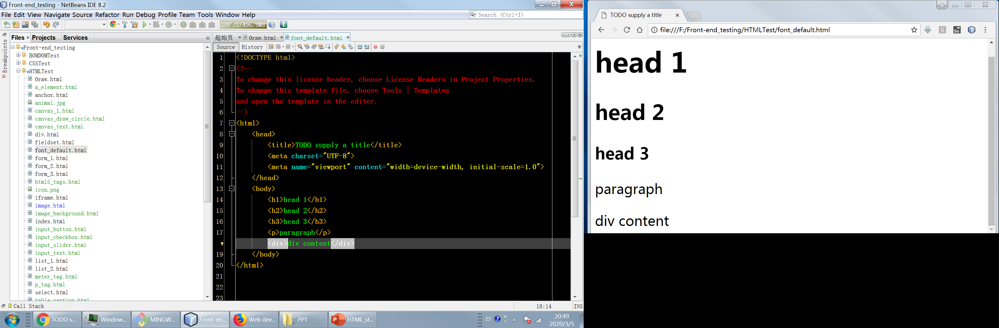 Front-end_testing - NetBeans IDE 8.2
File Edit View Navigate Source Refactor Run Debug Profile Team Tools Window Help
Search (Ctrl+I)
297.3/496.5MB
Breakpoints
Files Projects Services
Front-end_testing
BOMDOMTest
CSSTest
HTMLTest
0raw.html
a_element.html
anchor.html
animal.jpg
canvas_1.html
canvas_draw_circle.html
canvas_text.html
div.html
fieldset.html
font_default.html
form_1.html
form_2.html
form_3.html
html5_tags.html
icon.png
iframe.html
image.html
image_background.html
index.html
input_button.html
input_checkbox.html
input_slider.html
input_text.html
list_1.html
list_2.html
meter_tag.html
p_tag.html
select.html
table_caption.html
起始页 0raw.html font_default.html
Source History
1 <!DOCTYPE html>
2 <!--
3 To change this license header, choose License Headers in Project Properties.
4 To change this template file, choose Tools | Templates
5 and open the template in the editor.
6 -->
7 <html>
8 <head>
9 <title>TODO supply a title</title>
10 <meta charset="UTF-8">
11 <meta name="viewport" content="width=device-width, initial-scale=1.0">
12 </head>
13 <body>
14 <h1>head 1</h1>
15 <h2>head 2</h2>
16 <h3>head 3</h3>
17 <p>paragraph</p>
<div>div content</div>
19 </body>
20 </html>
21
22
23
Call Stack
18:14 INS
TODO s...
Window...
MINGW...
Front-en...
Web dev...
PPT
HTML_st...
EN
20:49
2020/3/5
TODO supply a title
file:///F:/Front-end_testing/HTMLTest/font_default.html
G
Se
head 1
head 2
head 3
paragraph
div content